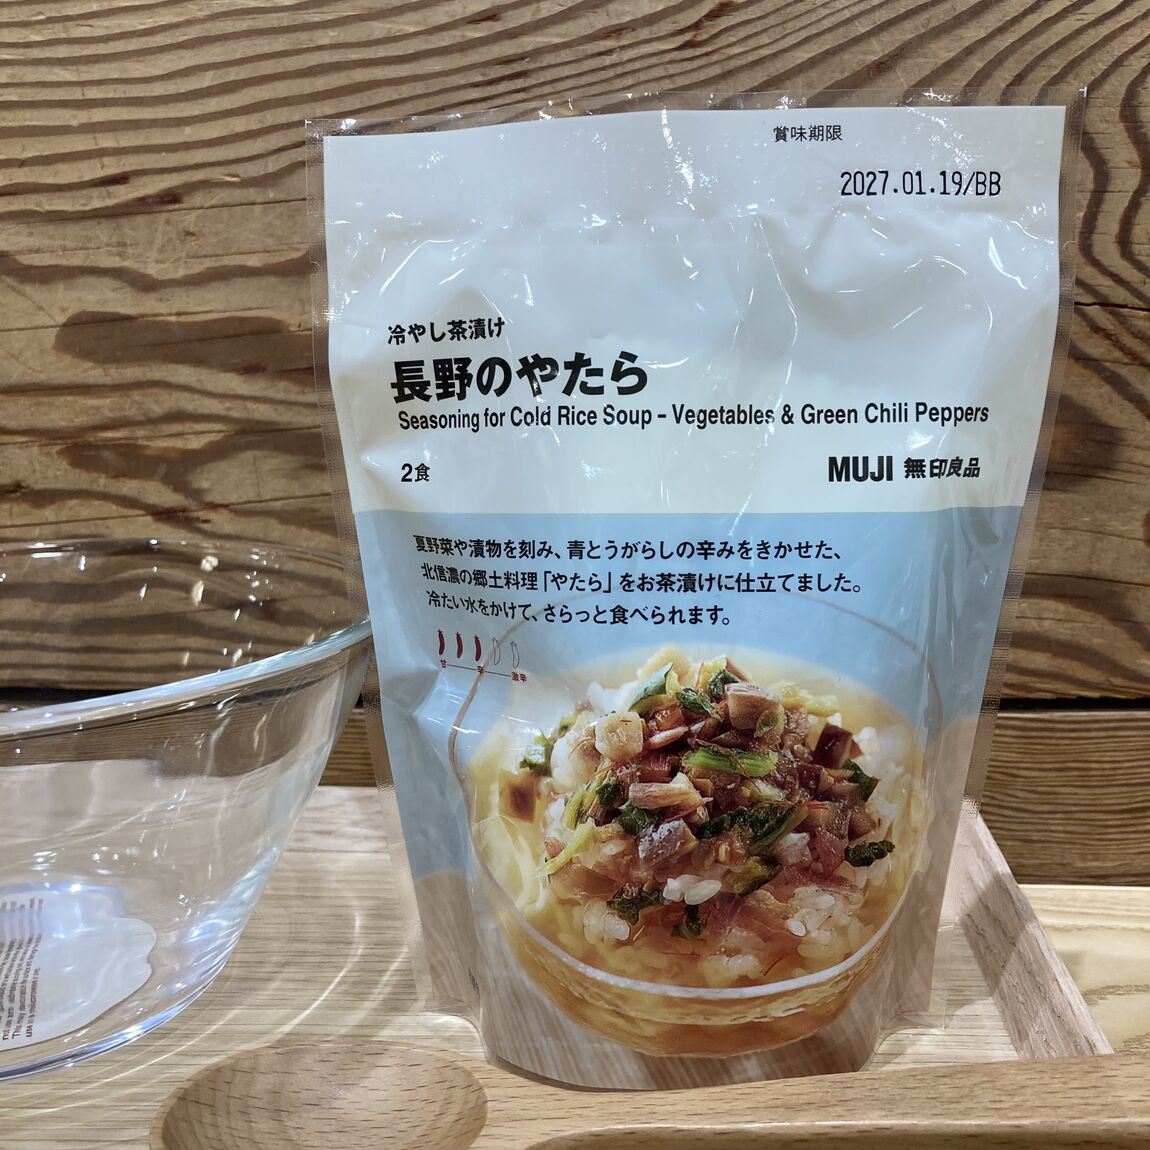 賞味期限
2027.01.19/BB
冷やし茶漬け
長野のやたら
Seasoning for Cold Rice Soup – Vegetables & Green Chili Peppers
2食
MUJI 無印良品
夏野菜や漬物を刻み、青とうがらしの辛みをきかせた、
北信濃の郷土料理「やたら」をお茶漬けに仕立てました。
冷たい水をかけて、さらっと食べられます。
甘 辛 激辛